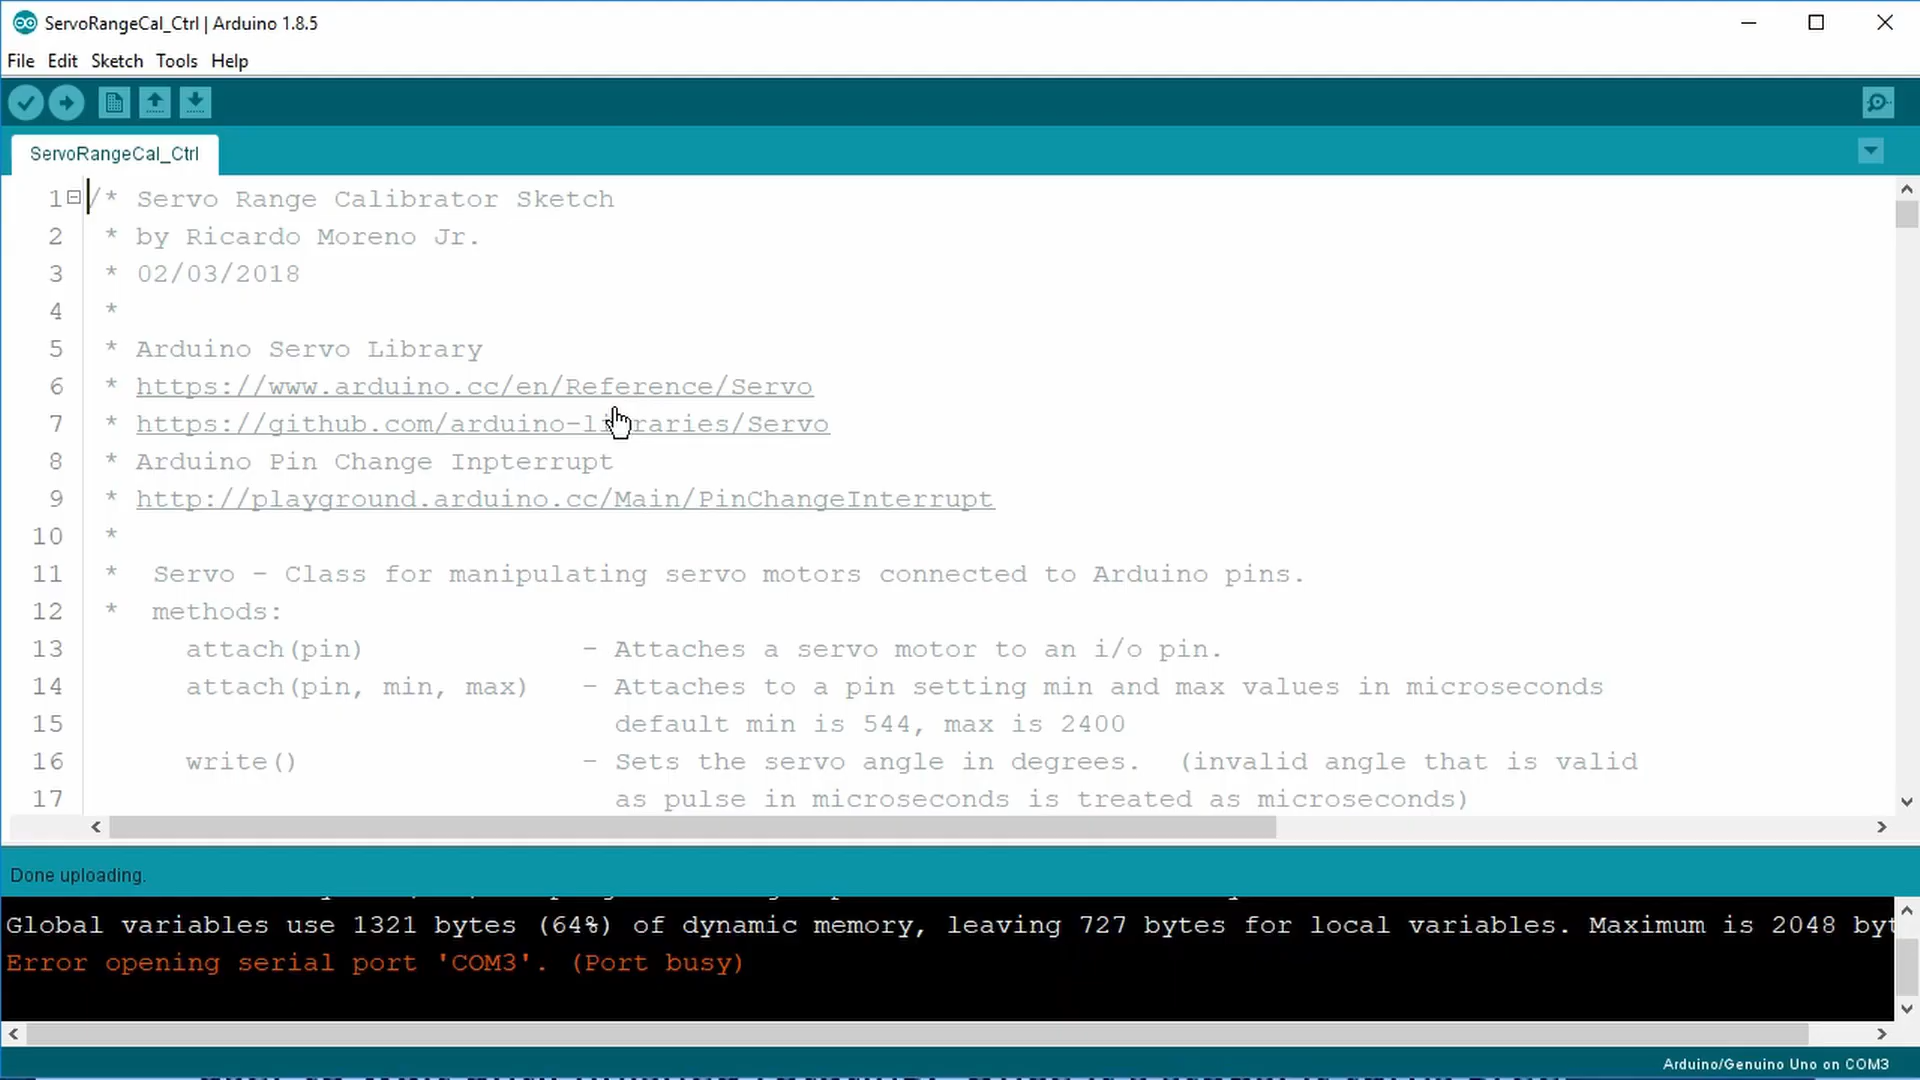 ServoRangeCal_Ctrl | Arduino 1.8.5
File Edit Sketch Tools Help
ServoRangeCal_Ctrl
1 /* Servo Range Calibrator Sketch
2 * by Ricardo Moreno Jr.
3 * 02/03/2018
4 *
5 * Arduino Servo Library
6 * https://www.arduino.cc/en/Reference/Servo
7 * https://github.com/arduino-libraries/Servo
8 * Arduino Pin Change Inpterrupt
9 * http://playground.arduino.cc/Main/PinChangeInterrupt
10 *
11 * Servo - Class for manipulating servo motors connected to Arduino pins.
12 * methods:
13 attach(pin) - Attaches a servo motor to an i/o pin.
14 attach(pin, min, max) - Attaches to a pin setting min and max values in microseconds
15 default min is 544, max is 2400
16 write() - Sets the servo angle in degrees. (invalid angle that is valid
17 as pulse in microseconds is treated as microseconds)
Done uploading.
Global variables use 1321 bytes (64%) of dynamic memory, leaving 727 bytes for local variables. Maximum is 2048 byt
Error opening serial port 'COM3'. (Port busy)
Arduino/Genuino Uno on COM3